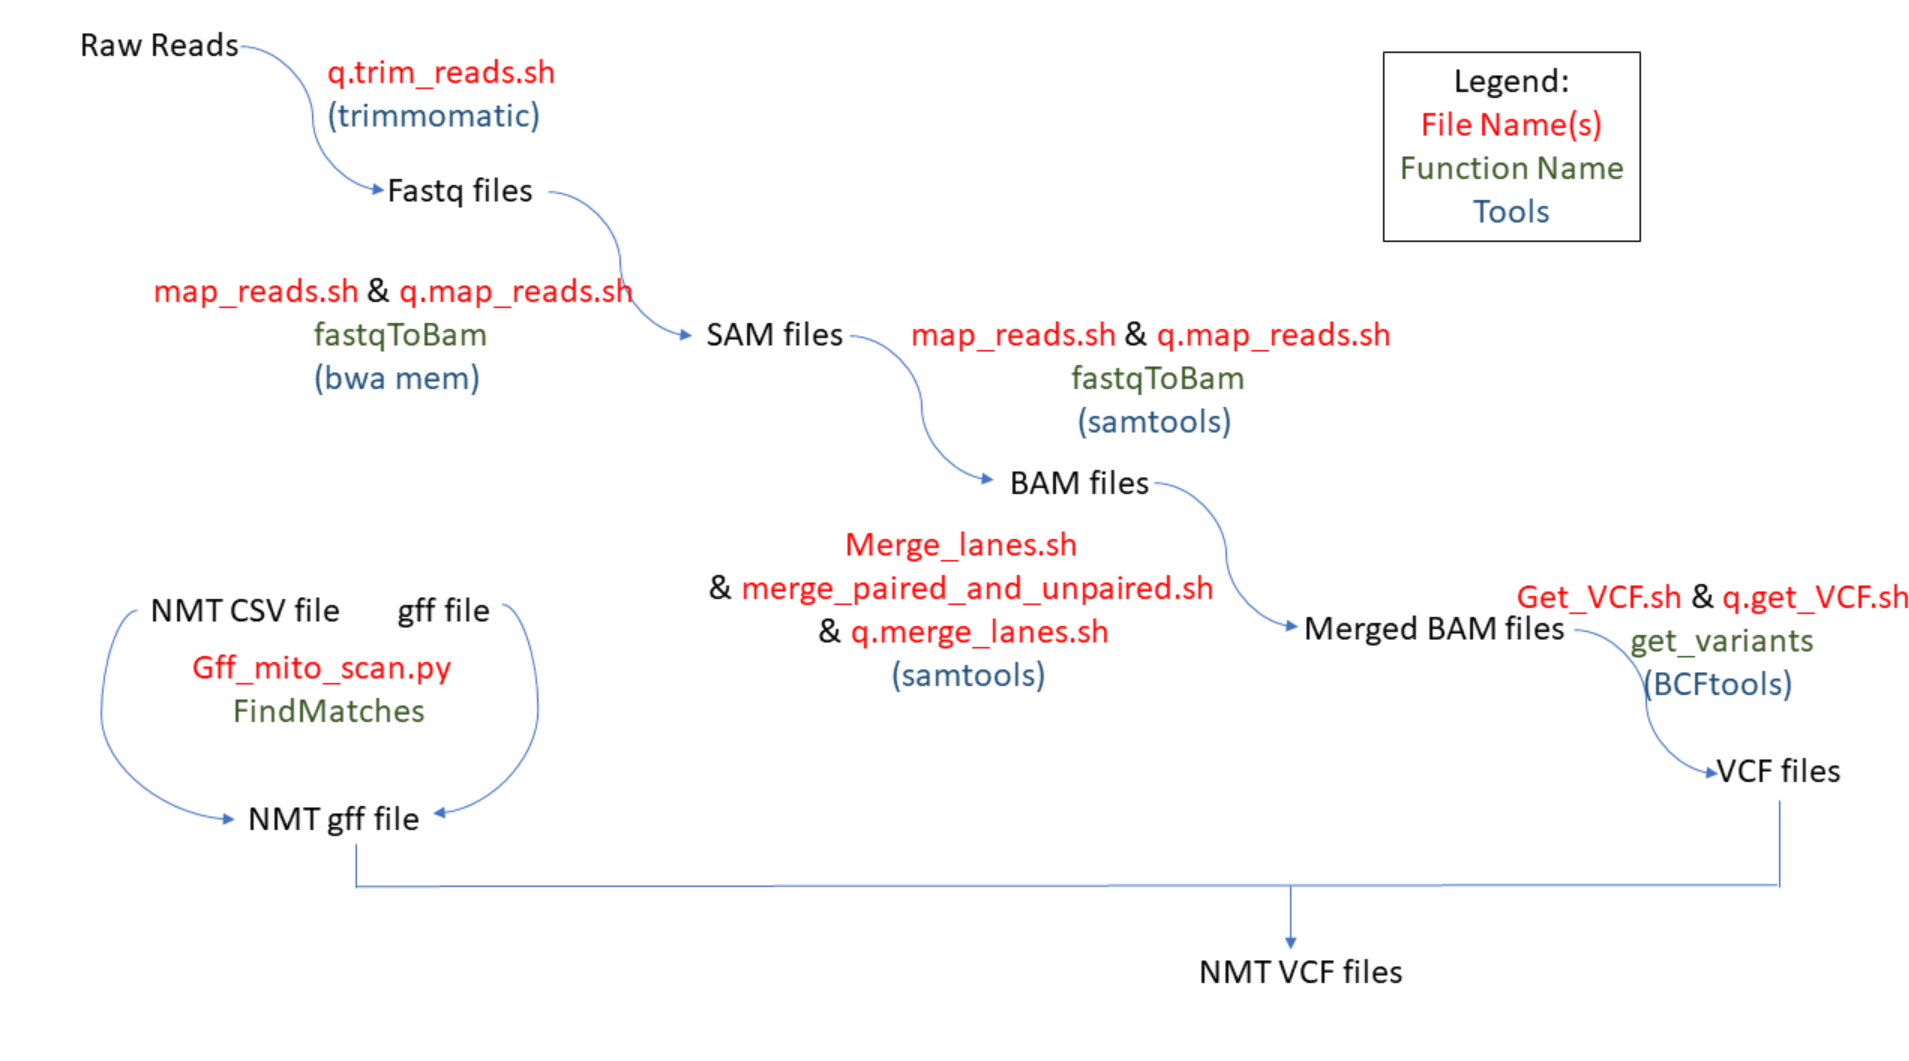 Raw Reads
q.trim_reads.sh
(trimmomatic)
Legend:
File Name(s)
Function Name
Tools
Fastq files
map_reads.sh & q.map_reads.sh
fastqToBam
(bwa mem)
SAM files
map_reads.sh & q.map_reads.sh
fastqToBam
(samtools)
BAM files
Merge_lanes.sh
& merge_paired_and_unpaired.sh
& q.merge_lanes.sh
(samtools)
Merged BAM files
Get_VCF.sh & q.get_VCF.sh
get_variants
(BCFtools)
VCF files
NMT CSV file
gff file
Gff_mito_scan.py
FindMatches
NMT gff file
NMT VCF files